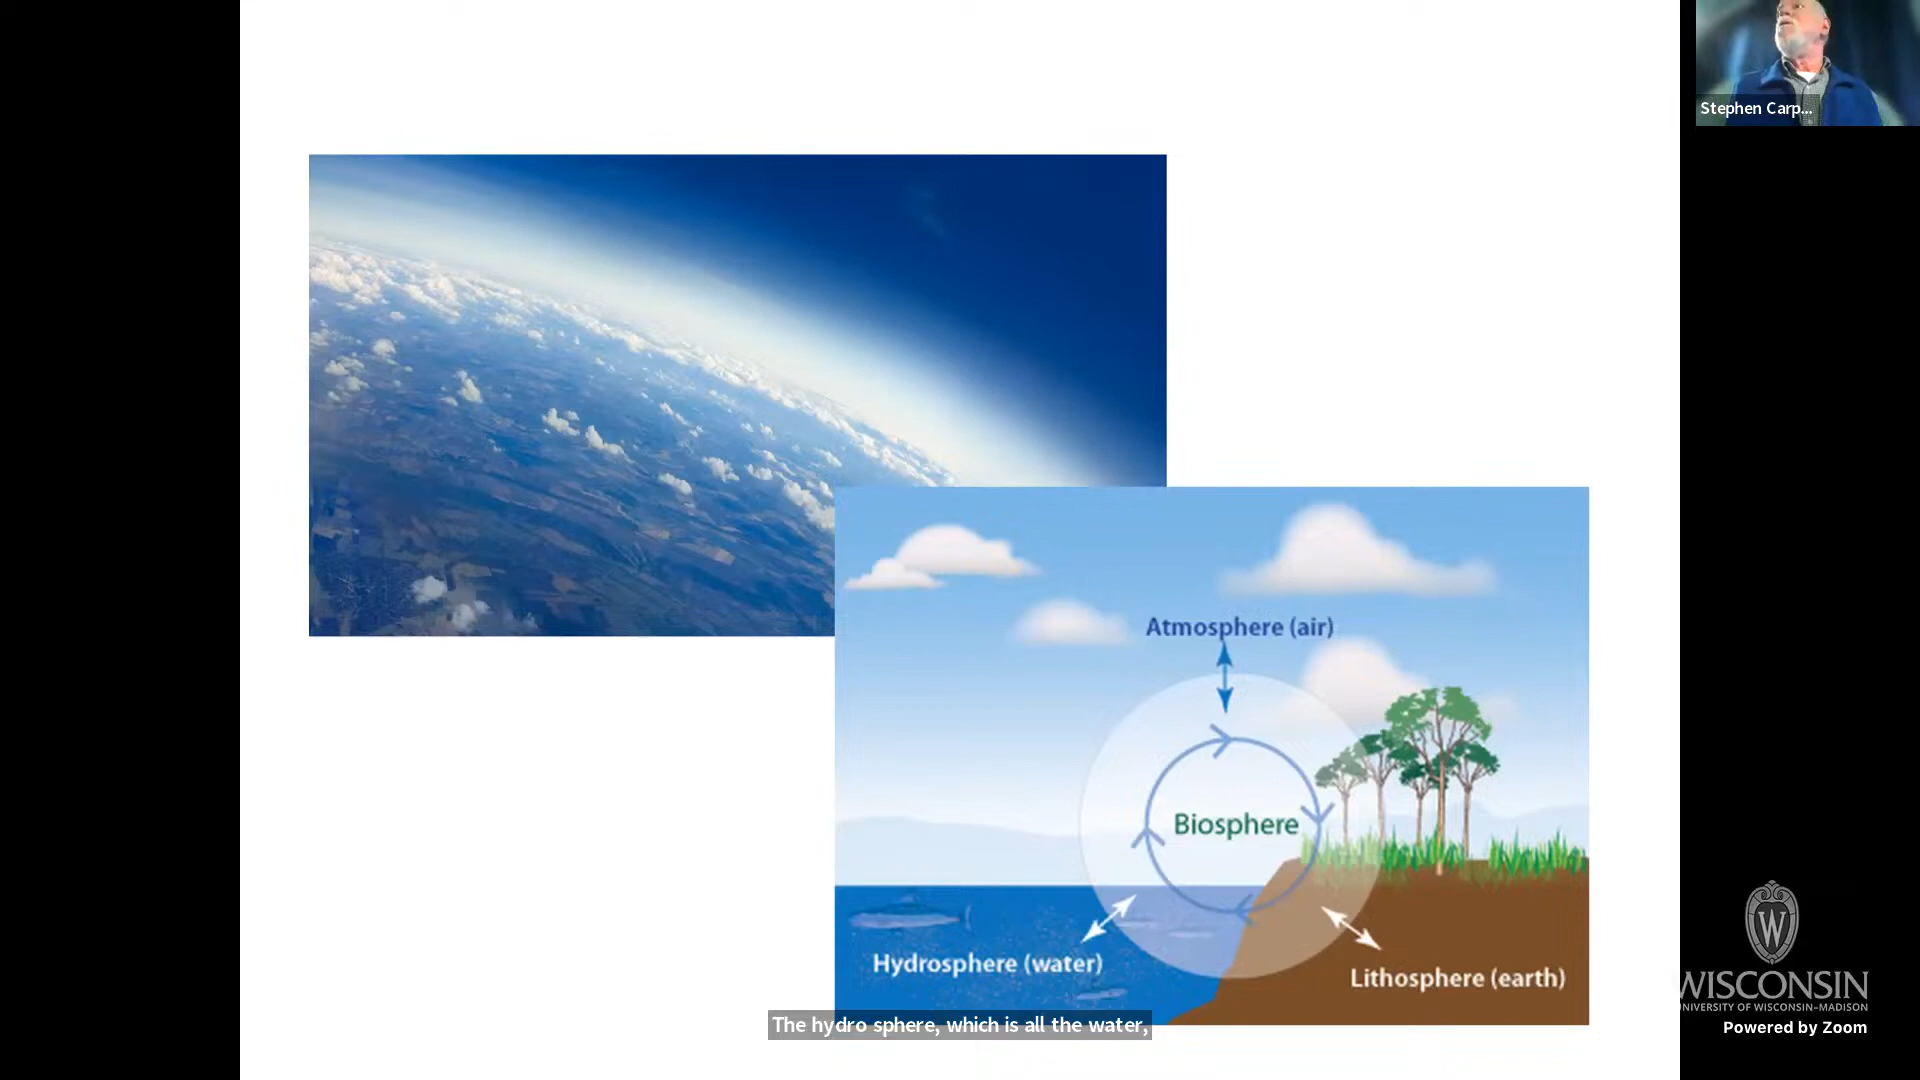 Stephen Carp...
Atmosphere (air)
Biosphere
Hydrosphere (water)
Lithosphere (earth)
The hydro sphere, which is all the water,
W
WISCONSIN
UNIVERSITY OF WISCONSIN–MADISON
Powered by Zoom